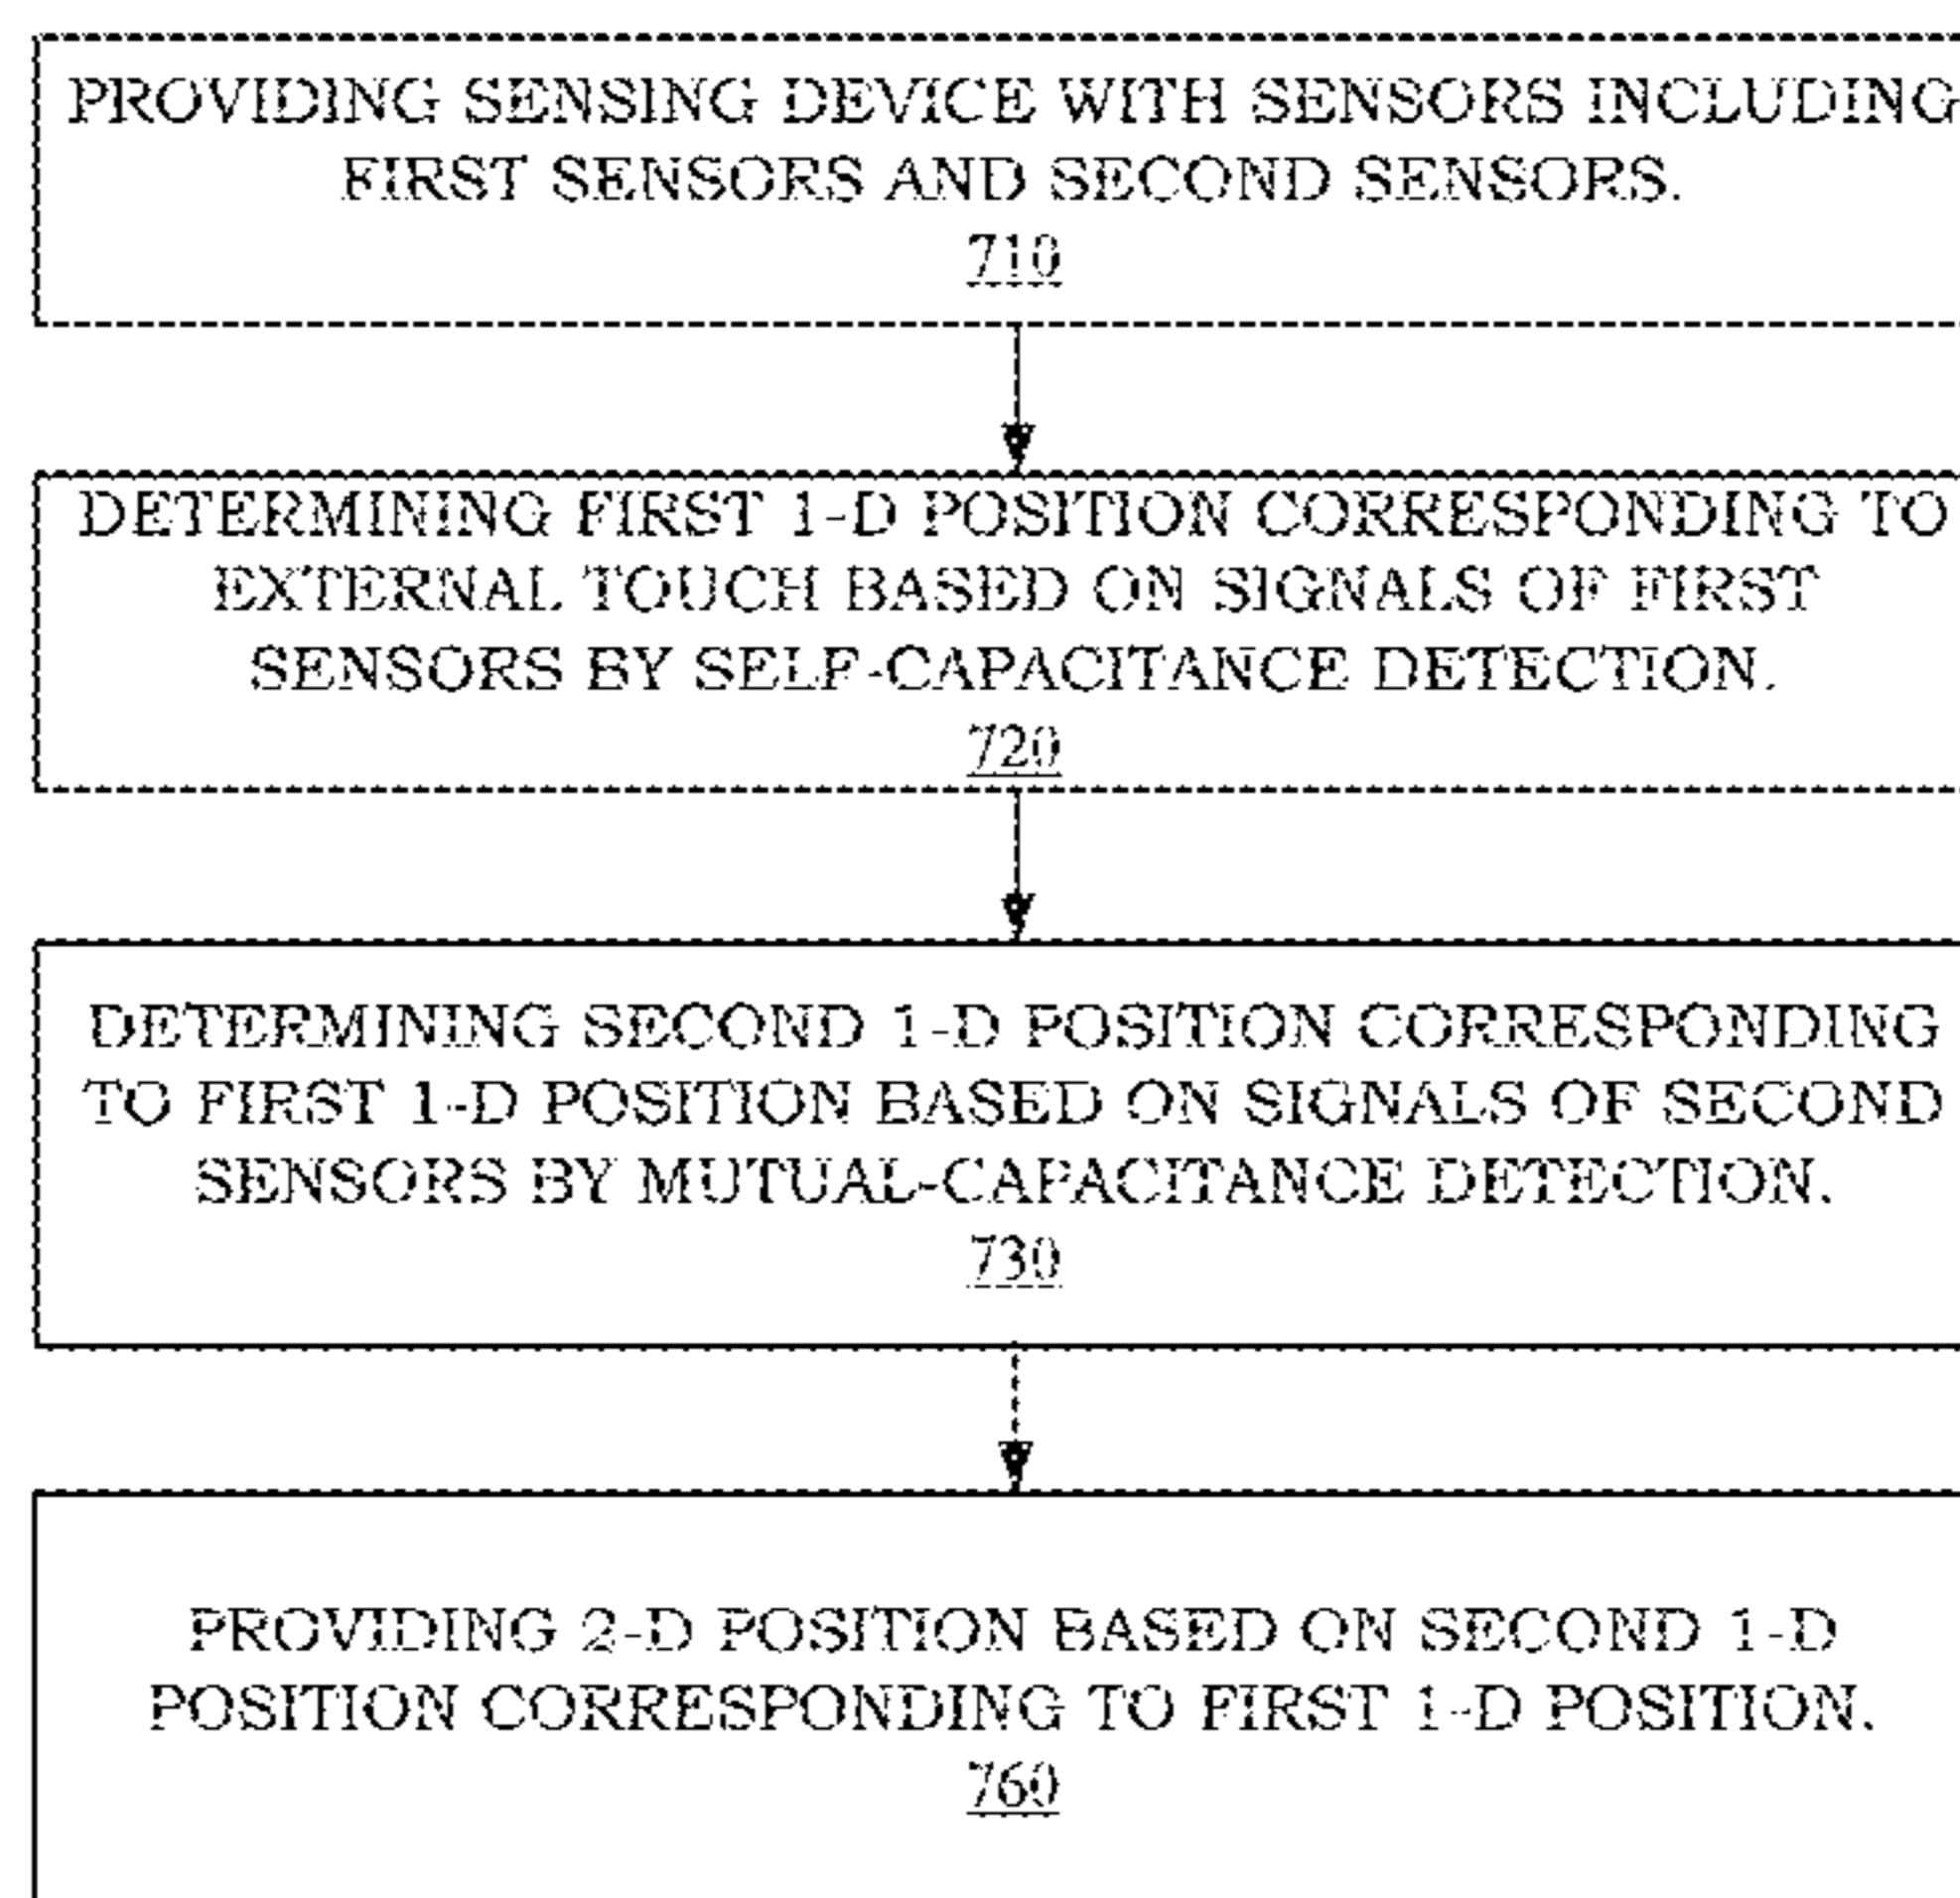 PROVIDING SENSING DEVICE WITH SENSORS INCLUDING
FIRST SENSORS AND SECOND SENSORS.
710
DETERMINING FIRST 1-D POSITION CORRESPONDING TO
EXTERNAL TOUCH BASED ON SIGNALS OF FIRST
SENSORS BY SELF-CAPACITANCE DETECTION.
720
DETERMINING SECOND 1-D POSITION CORRESPONDING
TO FIRST 1-D POSITION BASED ON SIGNALS OF SECOND
SENSORS BY MUTUAL-CAPACITANCE DETECTION.
730
PROVIDING 2-D POSITION BASED ON SECOND 1-D
POSITION CORRESPONDING TO FIRST 1-D POSITION.
760